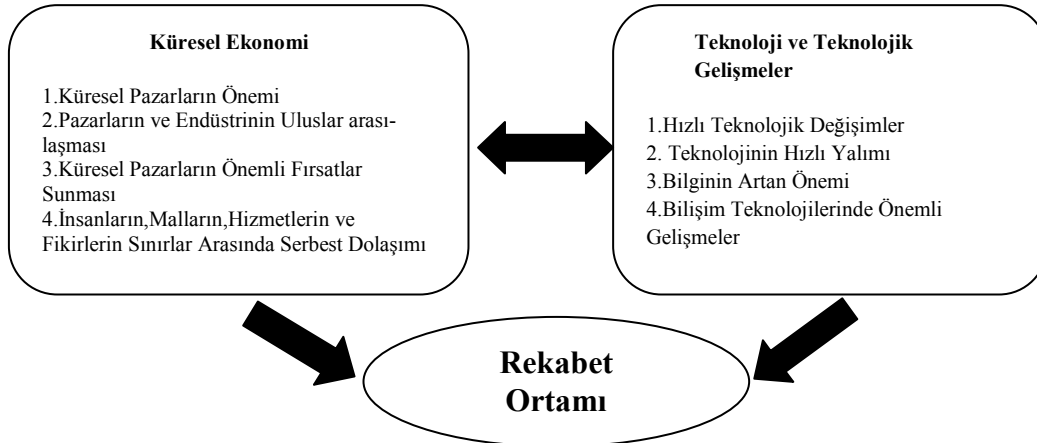 Küresel Ekonomi
1.Küresel Pazarların Önemi
2.Pazarların ve Endüstrinin Uluslar arası-
laşması
3.Küresel Pazarların Önemli Fırsatlar
Sunması
4.İnsanların,Malların,Hizmetlerin ve
Fikirlerin Sınırlar Arasında Serbest Dolaşımı
Teknoloji ve Teknolojik
Gelişmeler
1.Hızlı Teknolojik Değişimler
2. Teknolojinin Hızlı Yalımı
3.Bilginin Artan Önemi
4.Bilişim Teknolojilerinde Önemli
Gelişmeler
Rekabet
Ortamı